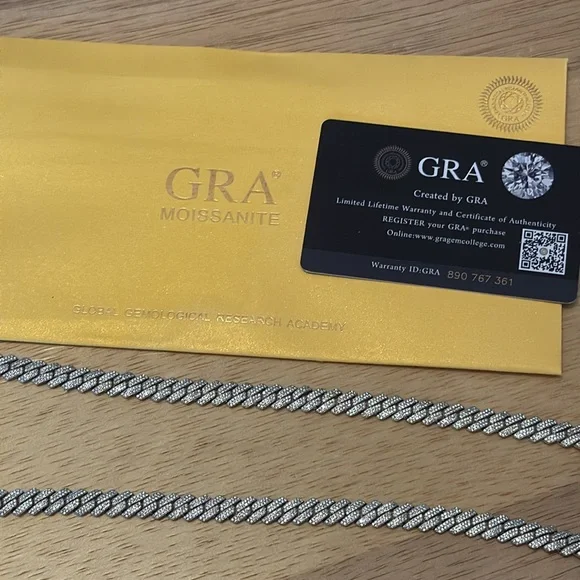 GRA®
MOISSANITE
GLOBAL GEMOLOGICAL RESEARCH ACADEMY
GRA
GRA®
Created by GRA
Limited Lifetime Warranty and Certificate of Authenticity
REGISTER your GRA® purchase
Online:www.gragemcollege.com
Warranty ID:GRA 890 767 361